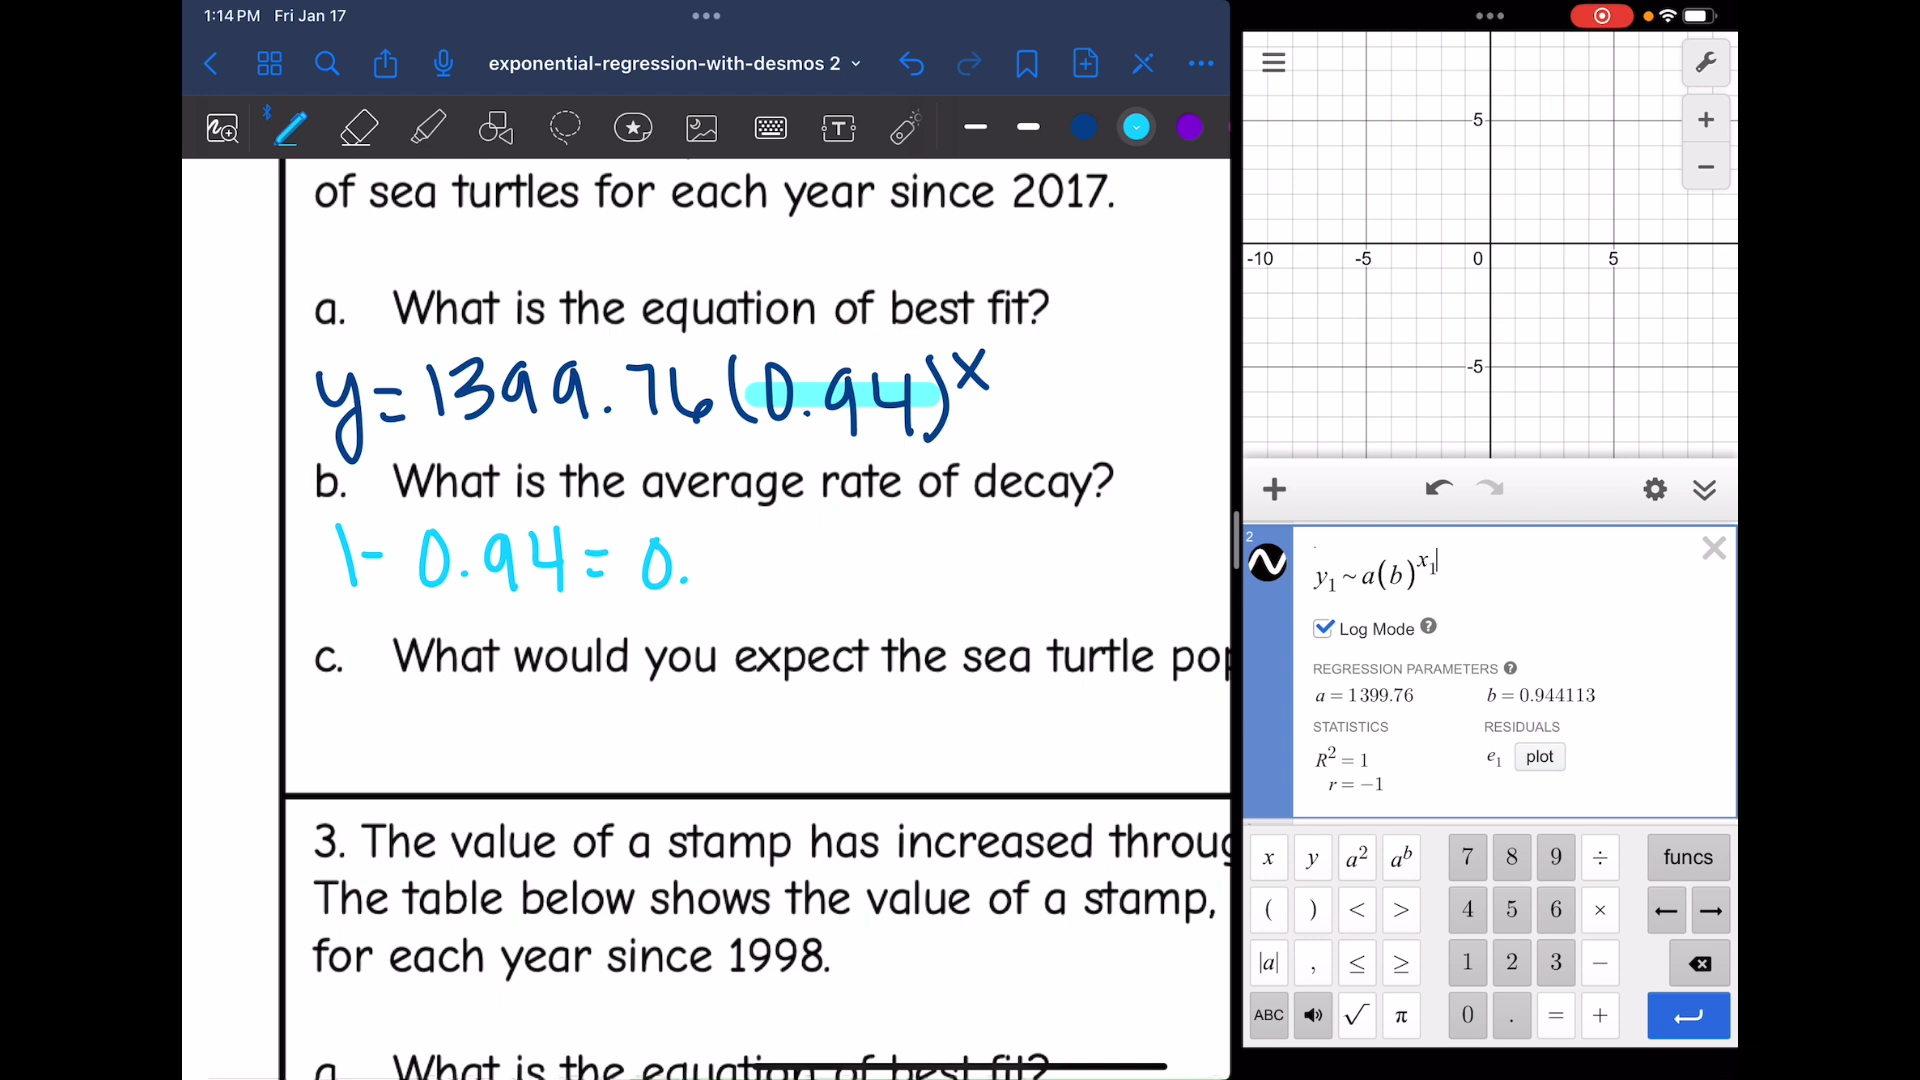 1:14 PM Fri Jan 17
exponential-regression-with-desmos 2
of sea turtles for each year since 2017.
a. What is the equation of best fit?
y=1399.76(0.94)^x
b. What is the average rate of decay?
1-0.94=0.
c. What would you expect the sea turtle pop
3. The value of a stamp has increased throug
The table below shows the value of a stamp,
for each year since 1998.
a. What is the equation of best fit?
5
-10 -5 0 5
-5
2
y₁ ~ a(b)^x₁
Log Mode ?
REGRESSION PARAMETERS ?
a = 1399.76 b = 0.944113
STATISTICS RESIDUALS
R² = 1 e₁ plot
r = −1
x y a² a^b 7 8 9 ÷ funcs
( ) < > 4 5 6 × ← →
|a| , ≤ ≥ 1 2 3 −
ABC √ π 0 . = +